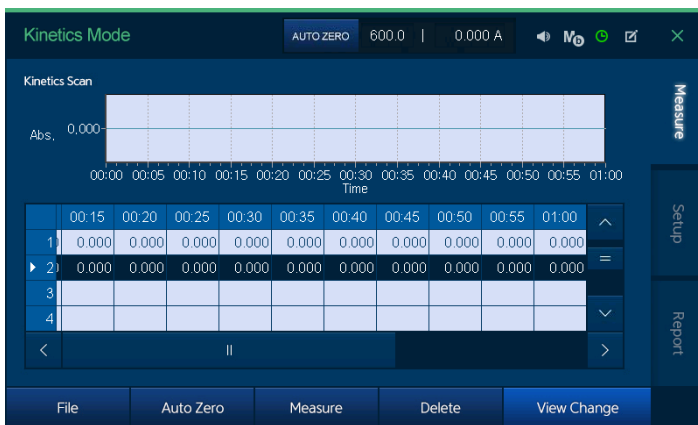 Kinetics Mode AUTO ZERO 600.0 | 0.000 A Mb
Kinetics Scan
Abs. 0.000
00:00 00:05 00:10 00:15 00:20 00:25 00:30 00:35 00:40 00:45 00:50 00:55 01:00
Time
00:15 00:20 00:25 00:30 00:35 00:40 00:45 00:50 00:55 01:00
1 0.000 0.000 0.000 0.000 0.000 0.000 0.000 0.000 0.000 0.000
2 0.000 0.000 0.000 0.000 0.000 0.000 0.000 0.000 0.000 0.000
3
4
Measure
Setup
Report
File Auto Zero Measure Delete View Change